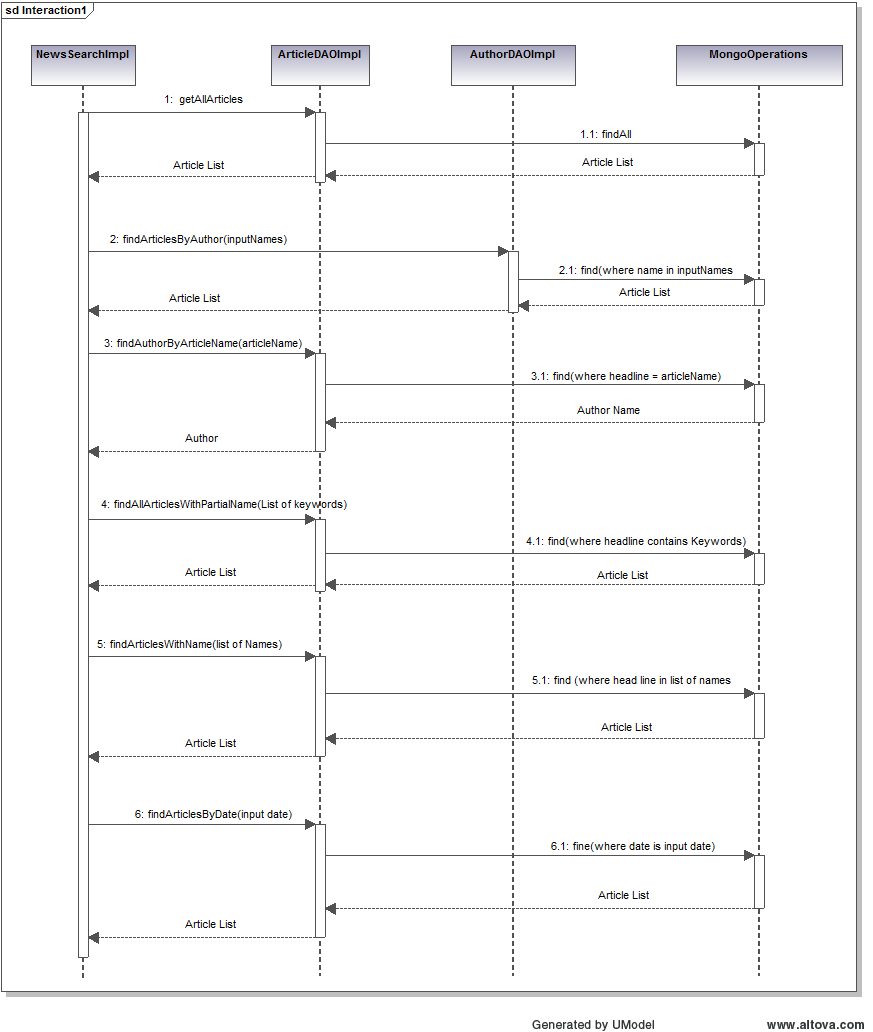 sd Interaction1
NewsSearchImpl
ArticleDAOImpl
AuthorDAOImpl
MongoOperations
1: getAllArticles
1.1: findAll
Article List
Article List
2: findArticlesByAuthor(inputNames)
2.1: find(where name in inputNames
Article List
Article List
3: findAuthorByArticleName(articleName)
3.1: find(where headline = articleName)
Author Name
Author
4: findAllArticlesWithPartialName(List of keywords)
4.1: find(where headline contains Keywords)
Article List
Article List
5: findArticlesWithName(list of Names)
5.1: find (where head line in list of names
Article List
Article List
6: findArticlesByDate(input date)
6.1: fine(where date is input date)
Article List
Article List
Generated by UModel
www.altova.com